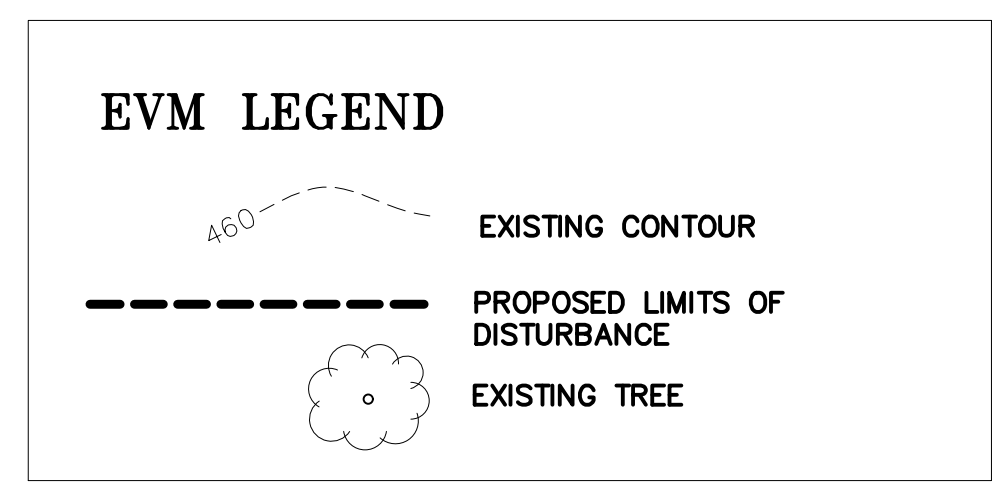 EVM LEGEND
460
EXISTING CONTOUR
PROPOSED LIMITS OF
DISTURBANCE
EXISTING TREE